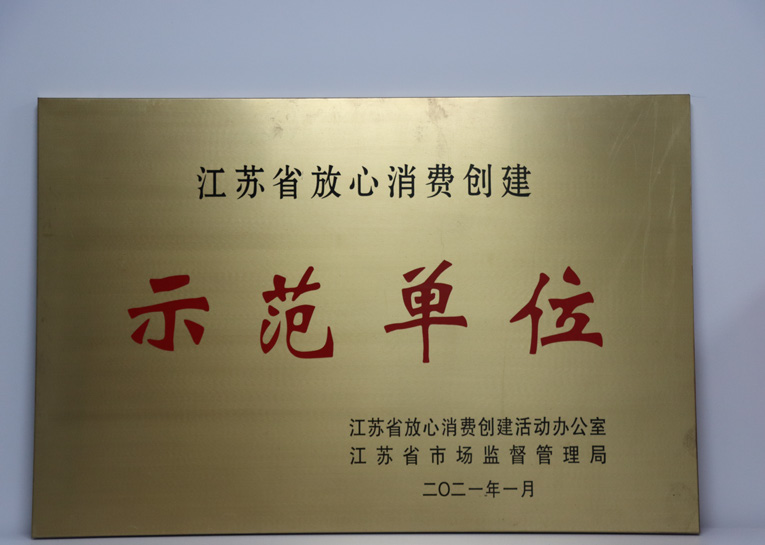 江苏省放心消费创建
示范单位
江苏省放心消费创建活动办公室
江苏省市场监督管理局
二〇二一年一月